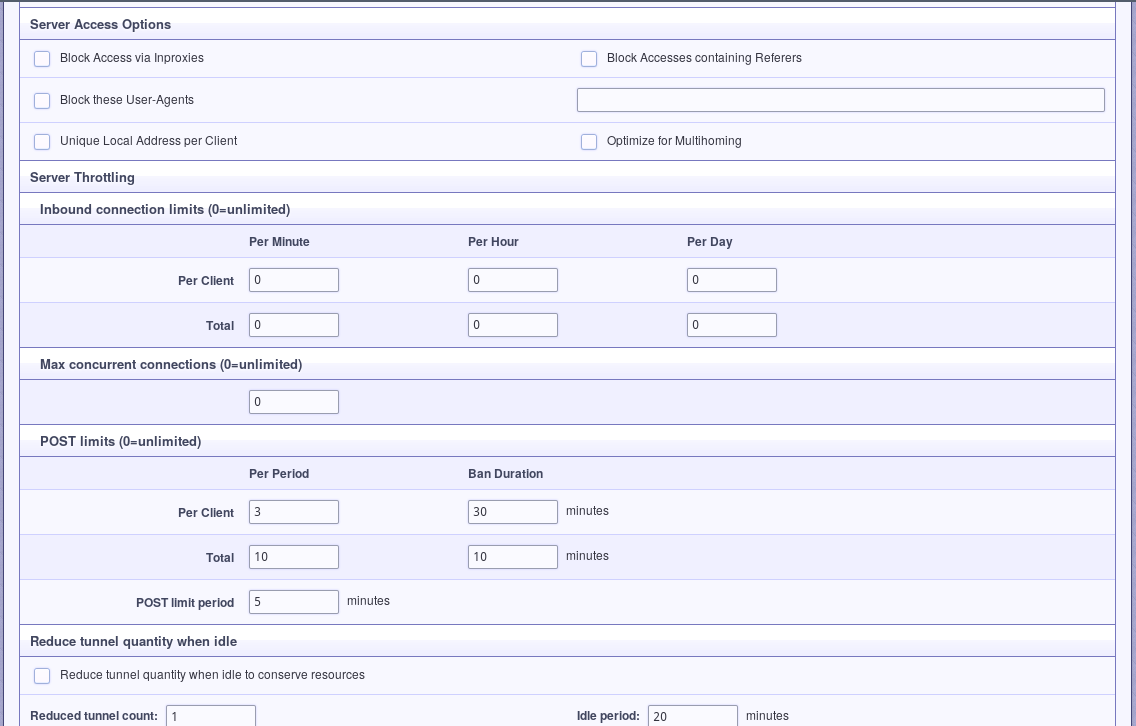 Server Access Options
Block Access via Inproxies Block Accesses containing Referers
Block these User-Agents
Unique Local Address per Client Optimize for Multihoming
Server Throttling
Inbound connection limits (0=unlimited)
Per Minute Per Hour Per Day
Per Client 0 0 0
Total 0 0 0
Max concurrent connections (0=unlimited)
0
POST limits (0=unlimited)
Per Period Ban Duration
Per Client 3 30 minutes
Total 10 10 minutes
POST limit period 5 minutes
Reduce tunnel quantity when idle
Reduce tunnel quantity when idle to conserve resources
Reduced tunnel count: 1 Idle period: 20 minutes